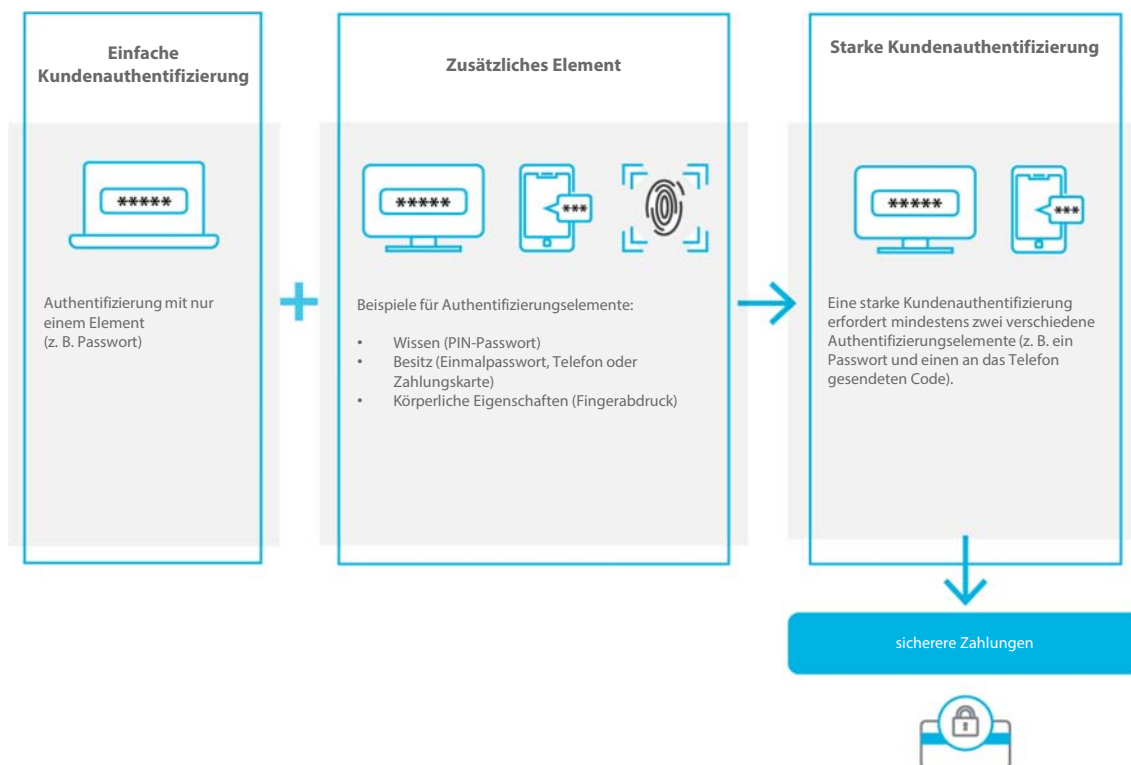 Einfache
Kundenauthentifizierung
*****
Authentifizierung mit nur
einem Element
(z. B. Passwort)
+
Zusätzliches Element
*****
***
Beispiele für Authentifizierungselemente:
• Wissen (PIN-Passwort)
• Besitz (Einmalpasswort, Telefon oder
Zahlungskarte)
• Körperliche Eigenschaften (Fingerabdruck)
Starke Kundenauthentifizierung
*****
***
Eine starke Kundenauthentifizierung
erfordert mindestens zwei verschiedene
Authentifizierungselemente (z. B. ein
Passwort und einen an das Telefon
gesendeten Code).
sicherere Zahlungen